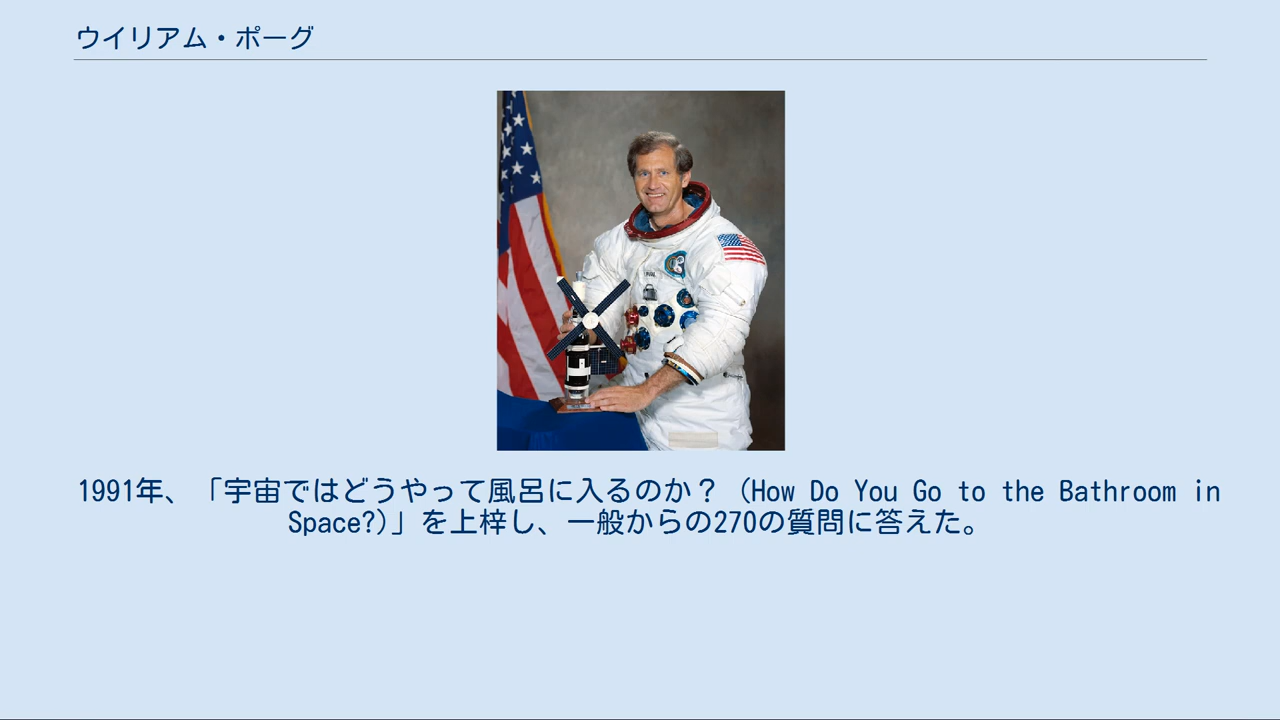 ウイリアム・ポーグ
1991年、「宇宙ではどうやって風呂に入るのか？（How Do You Go to the Bathroom in
Space?)」を上梓し、一般からの270の質問に答えた。